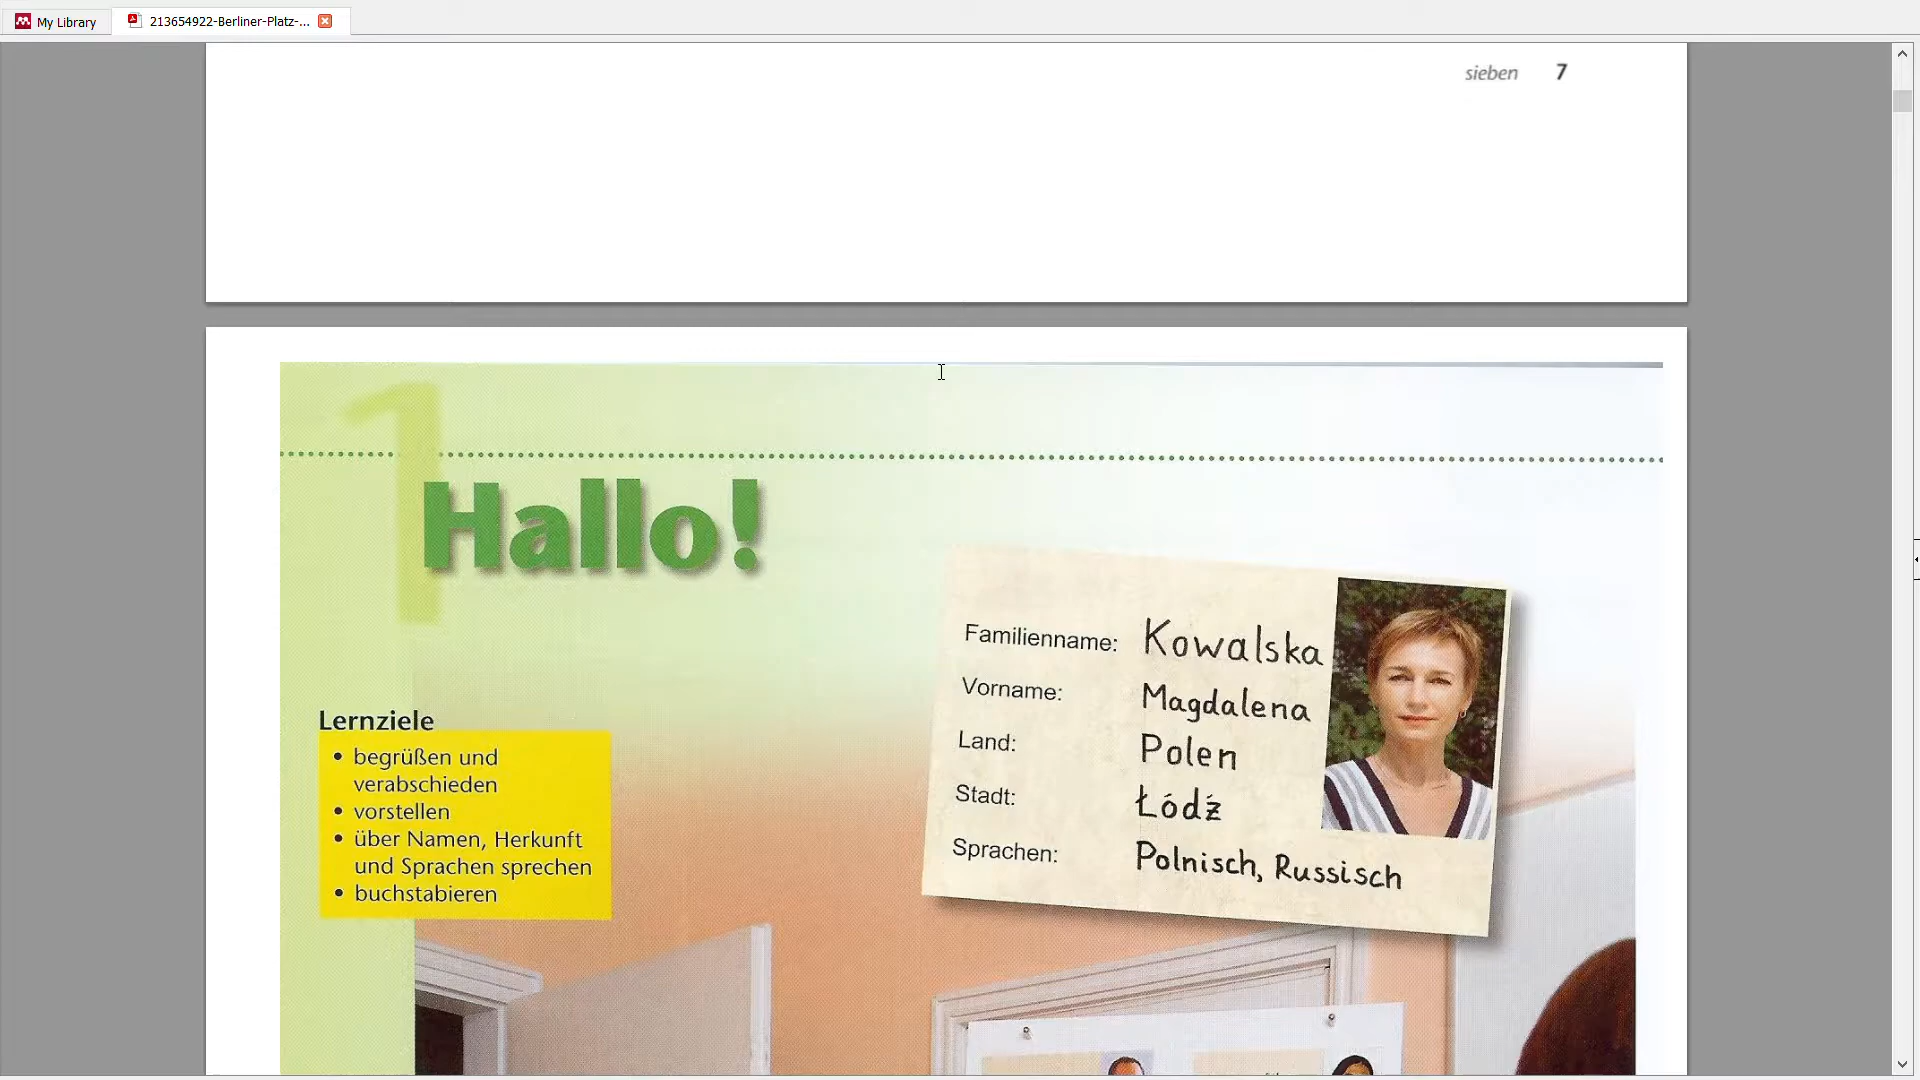 My Library
213654922-Berliner-Platz-...
sieben 7
1
Hallo!
Familienname: Kowalska
Vorname: Magdalena
Land: Polen
Stadt: Łódź
Sprachen: Polnisch, Russisch
Lernziele
• begrüßen und
verabschieden
• vorstellen
• über Namen, Herkunft
und Sprachen sprechen
• buchstabieren